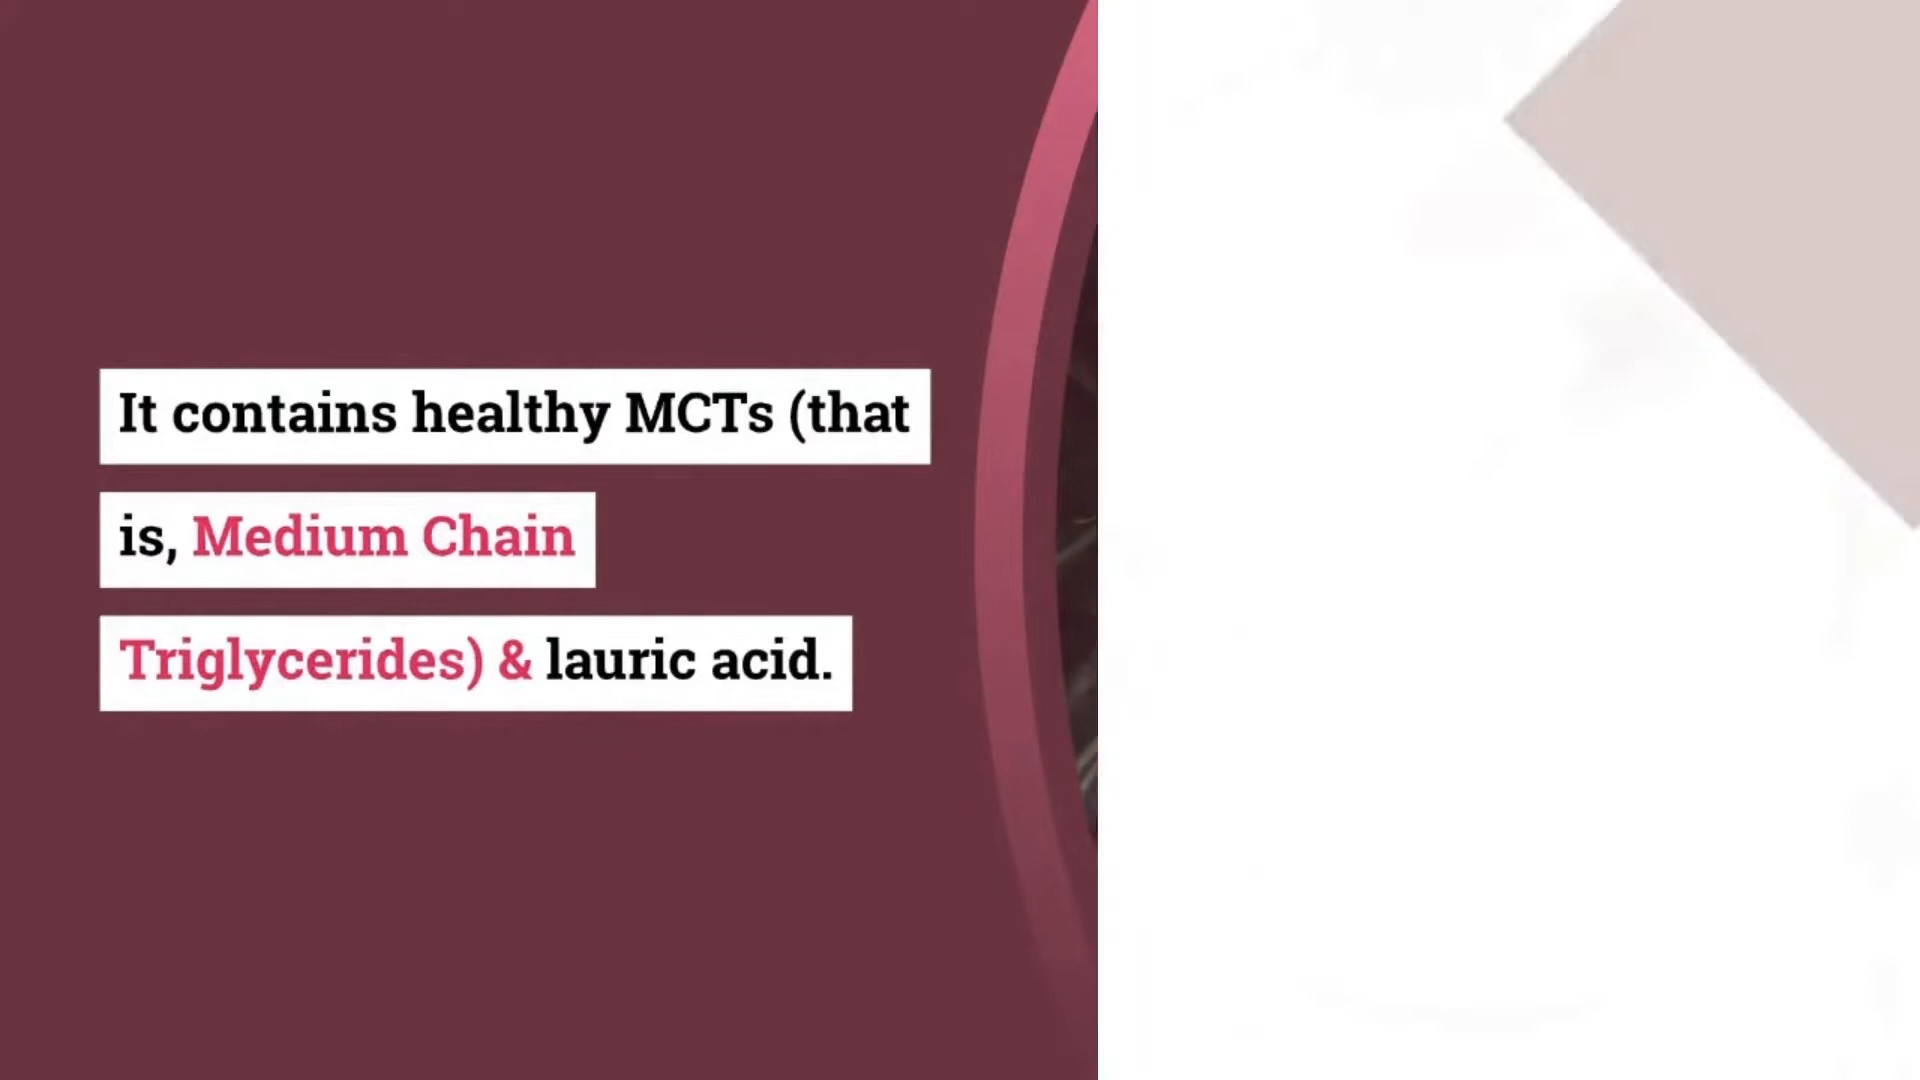 It contains healthy MCTs (that
is, Medium Chain
Triglycerides) & lauric acid.